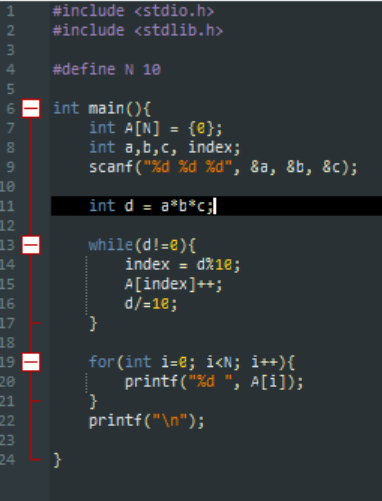 1 #include <stdio.h>
2 #include <stdlib.h>
3
4 #define N 10
5
6 int main(){
7 int A[N] = {0};
8 int a,b,c, index;
9 scanf("%d %d %d", &a, &b, &c);
10
11 int d = a*b*c;
12
13 while(d!=0){
14 index = d%10;
15 A[index]++;
16 d/=10;
17 }
18
19 for(int i=0; i<N; i++){
20 printf("%d ", A[i]);
21 }
22 printf("\n");
23
24 }